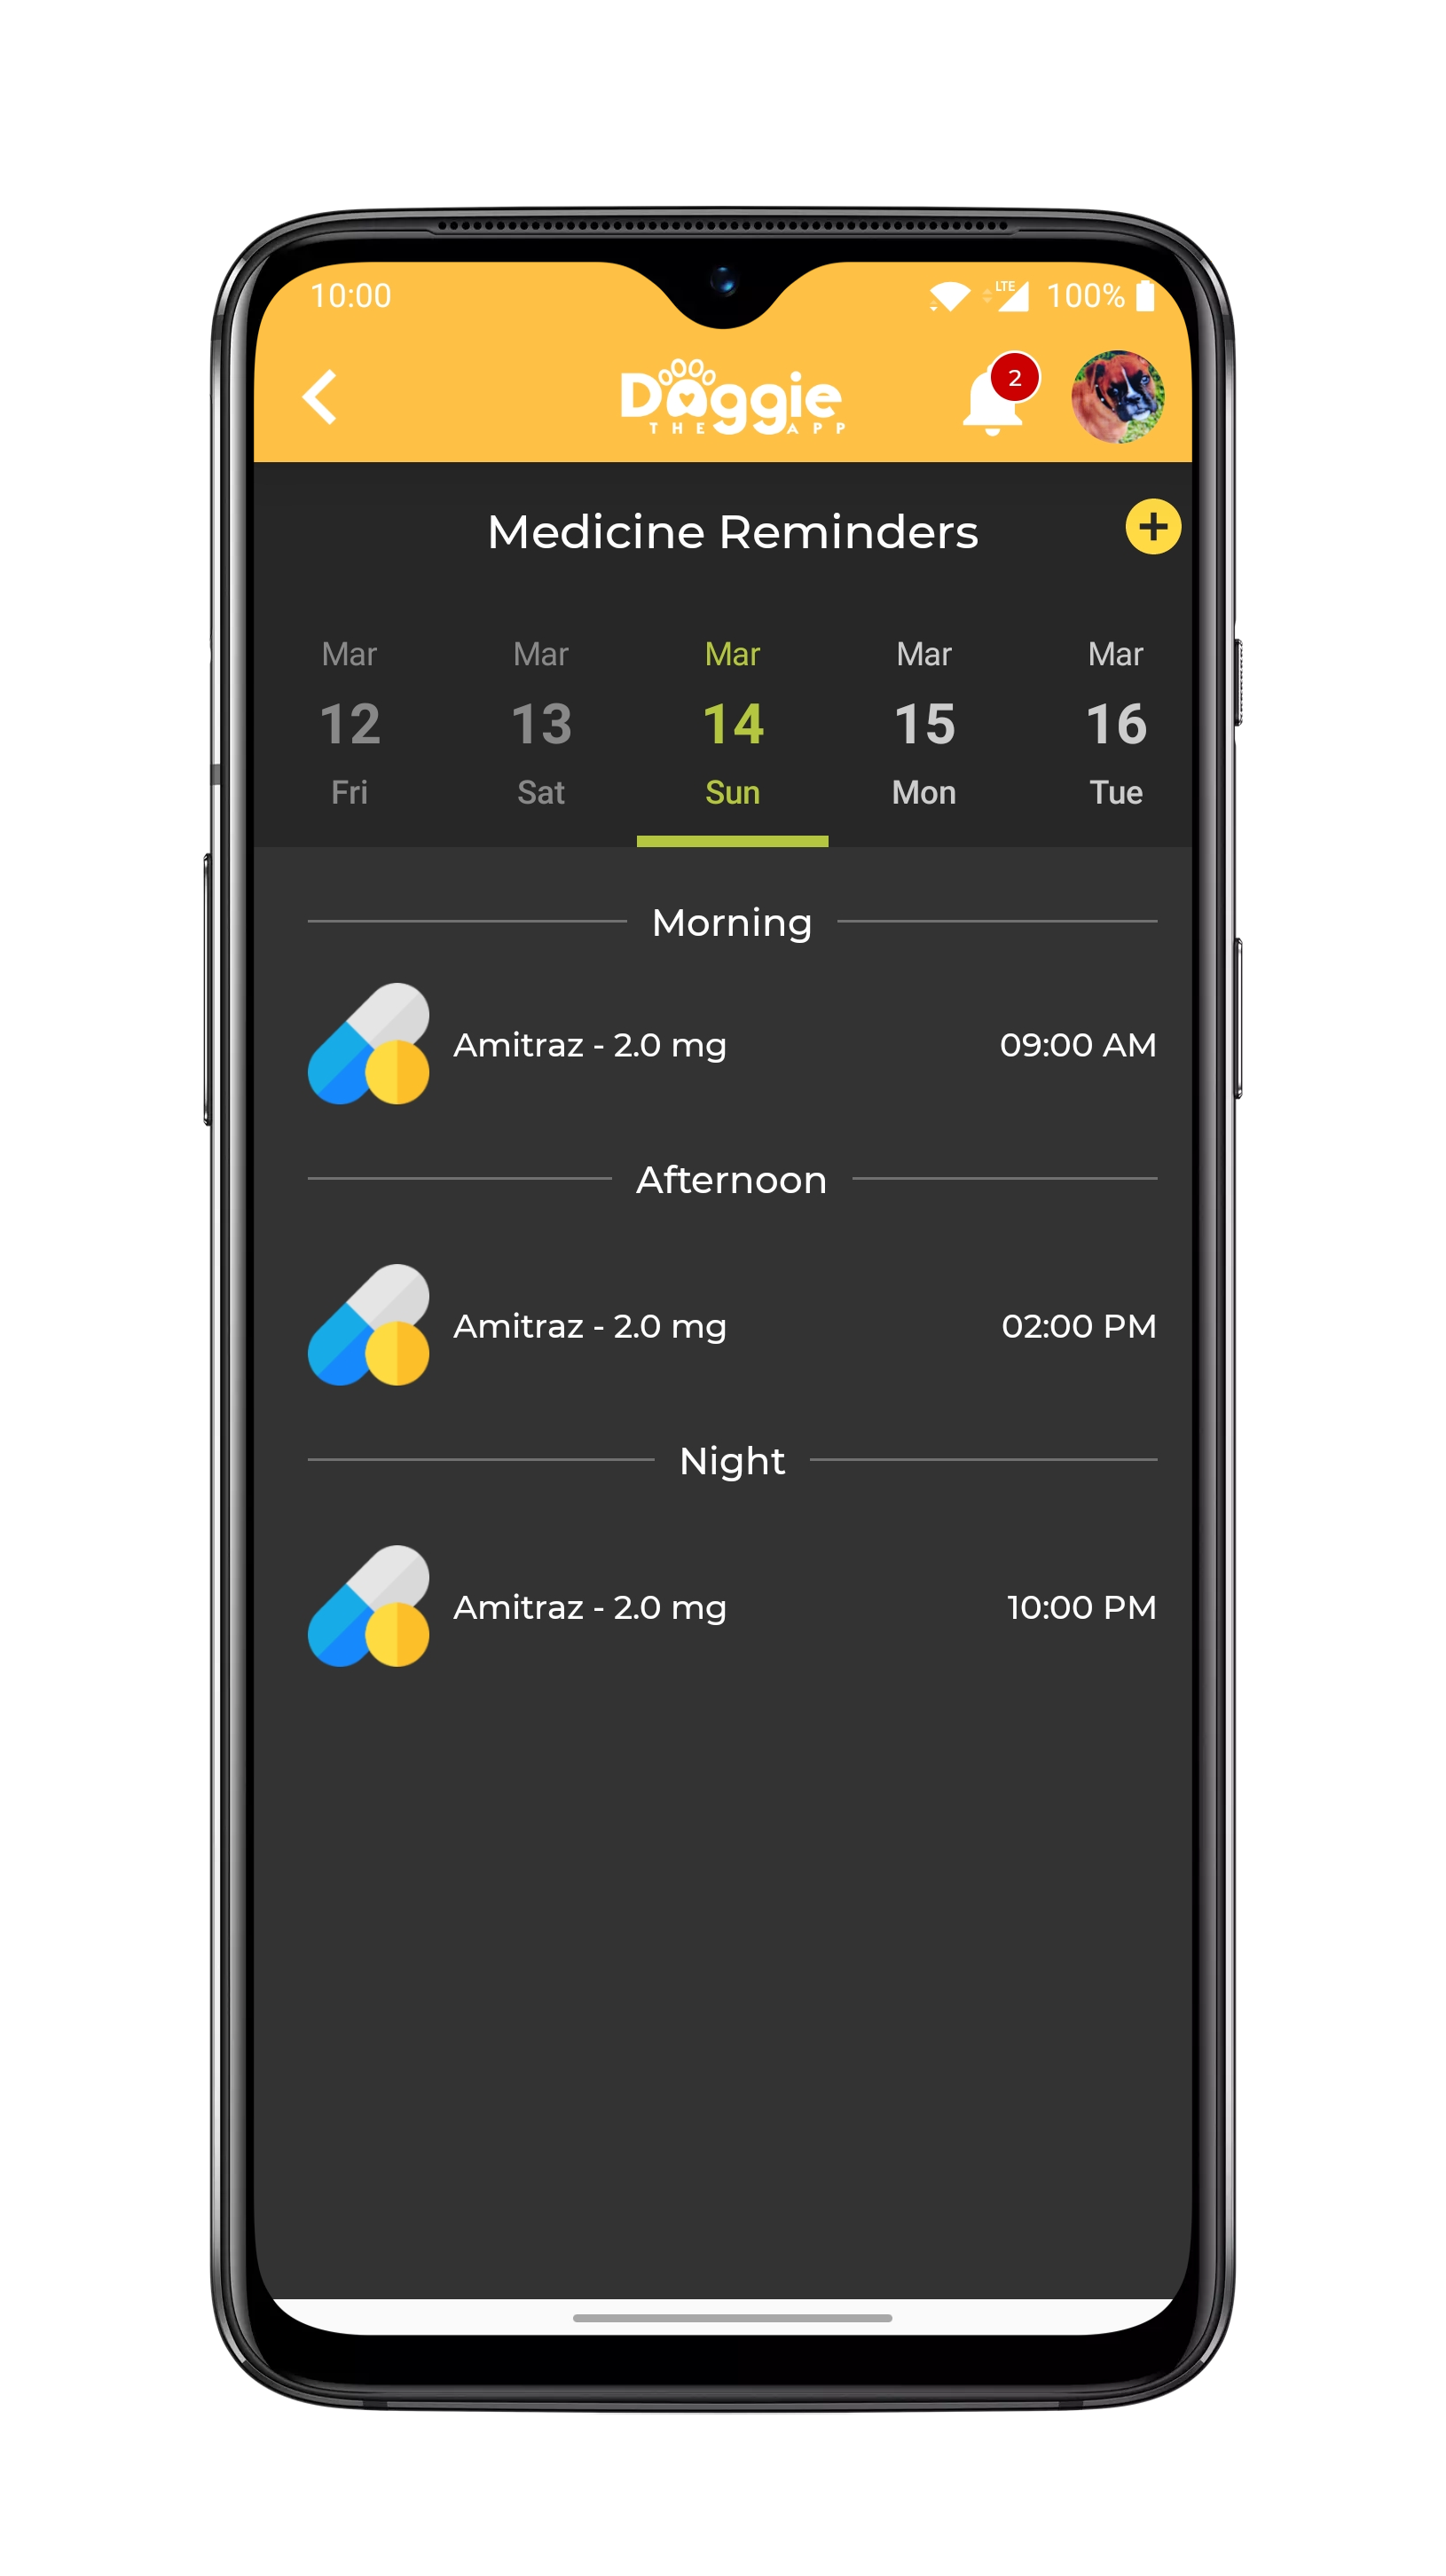 10:00 LTE 100%
Doggie 2
THE APP
Medicine Reminders
Mar Mar Mar Mar Mar
12 13 14 15 16
Fri Sat Sun Mon Tue
Morning
Amitraz - 2.0 mg 09:00 AM
Afternoon
Amitraz - 2.0 mg 02:00 PM
Night
Amitraz - 2.0 mg 10:00 PM